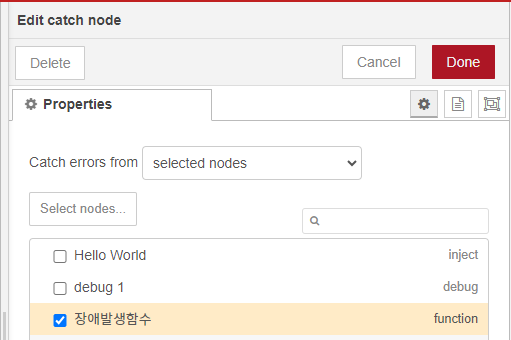 Edit catch node
Delete Cancel Done
Properties
Catch errors from selected nodes
Select nodes...
Hello World inject
debug 1 debug
장애발생함수 function